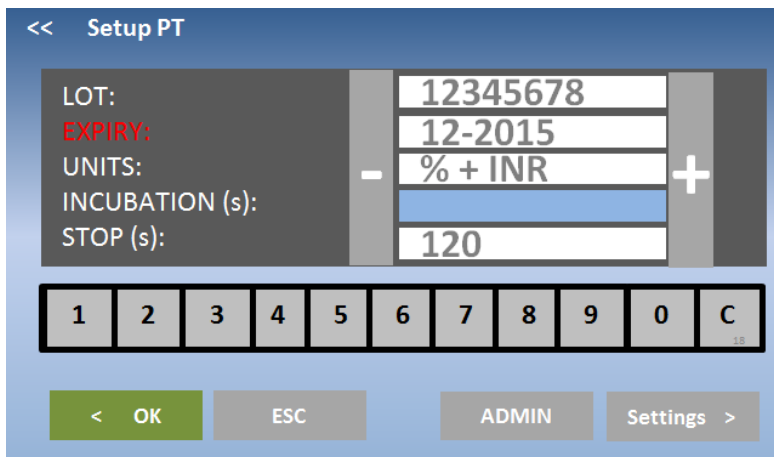 << Setup PT
LOT: 12345678
EXPIRY: 12-2015
UNITS: - % + INR +
INCUBATION (s):
STOP (s): 120
1 2 3 4 5 6 7 8 9 0 C
18
< OK ESC ADMIN Settings >